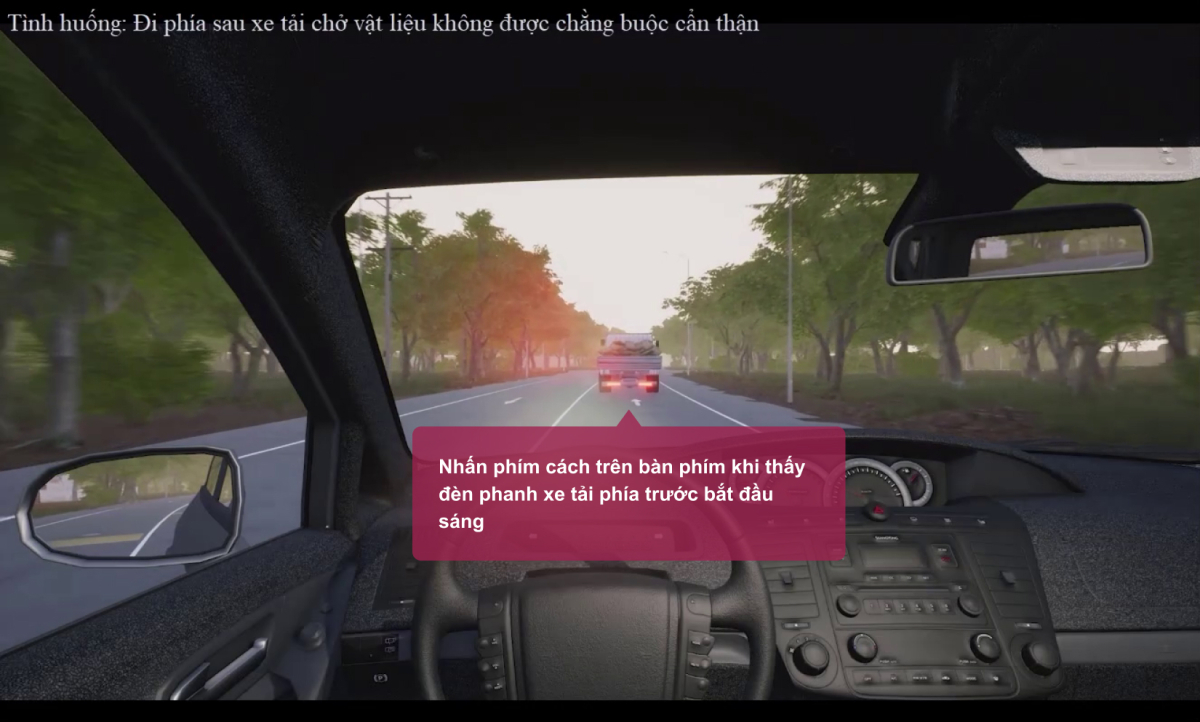 Tình huống: Đi phía sau xe tải chở vật liệu không được chằng buộc cẩn thận
Nhấn phím cách trên bàn phím khi thấy
đèn phanh xe tải phía trước bắt đầu
sáng